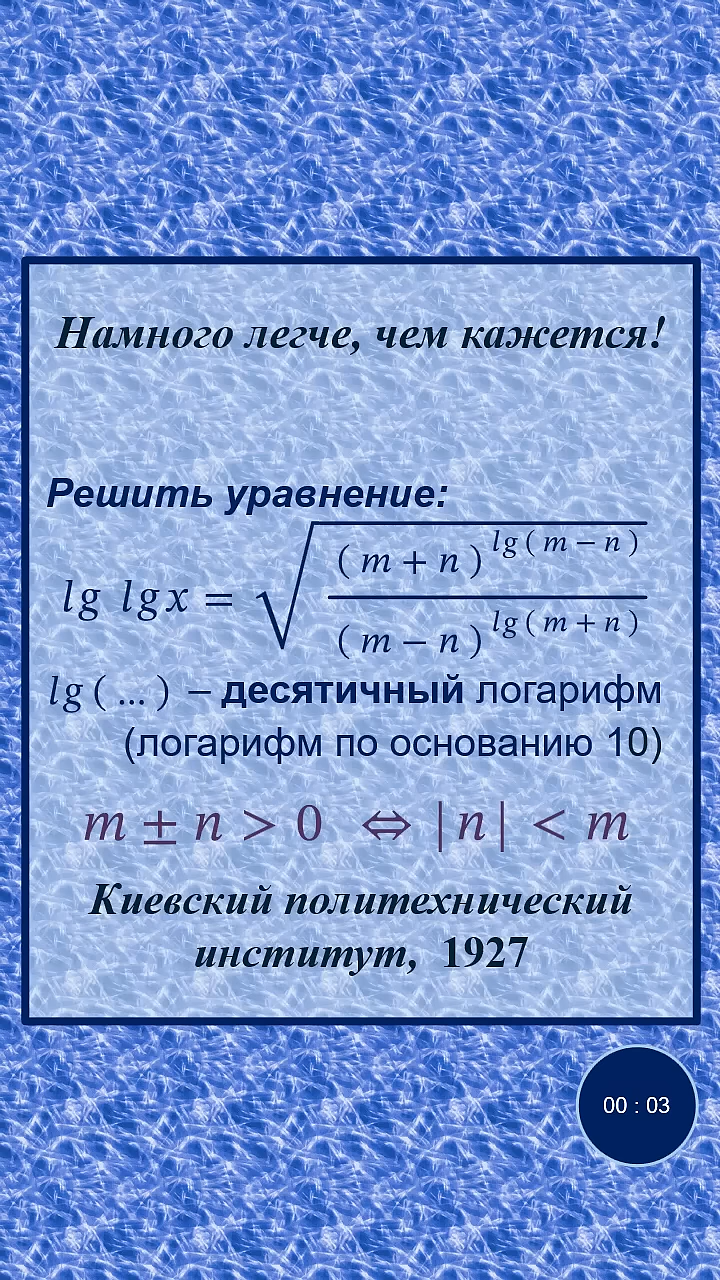 Намного легче, чем кажется!
Решить уравнение:
lg lg x = √( (m + n)^lg(m − n) / (m − n)^lg(m + n) )
lg(...) – десятичный логарифм
(логарифм по основанию 10)
m ± n > 0 ⇔ |n| < m
Киевский политехнический
институт, 1927
00 : 03